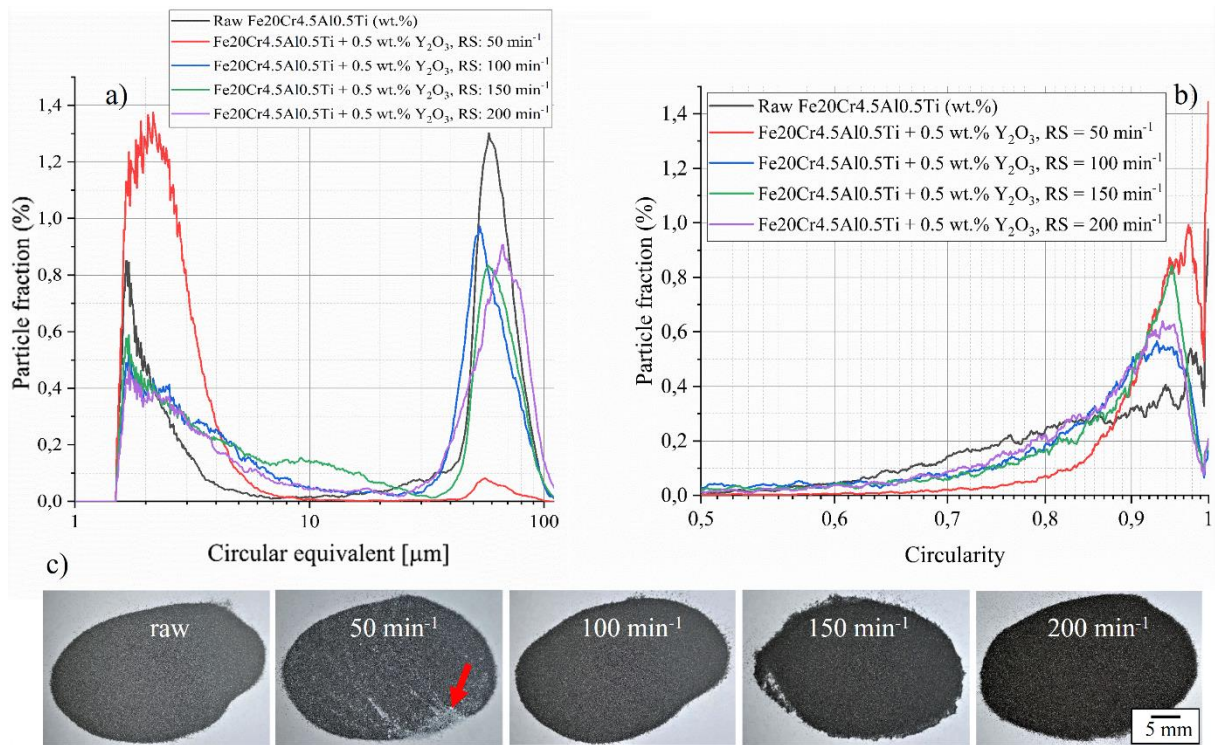 Raw Fe20Cr4.5Al0.5Ti (wt.%)
Fe20Cr4.5Al0.5Ti + 0.5 wt.% Y2O3, RS: 50 min-1
Fe20Cr4.5Al0.5Ti + 0.5 wt.% Y2O3, RS: 100 min-1
Fe20Cr4.5Al0.5Ti + 0.5 wt.% Y2O3, RS: 150 min-1
Fe20Cr4.5Al0.5Ti + 0.5 wt.% Y2O3, RS: 200 min-1
a)
1,4
1,2
1,0
0,8
0,6
0,4
0,2
0,0
Particle fraction (%)
1
10
100
Circular equivalent [μm]
b)
Raw Fe20Cr4.5Al0.5Ti (wt.%)
Fe20Cr4.5Al0.5Ti + 0.5 wt.% Y2O3, RS = 50 min-1
Fe20Cr4.5Al0.5Ti + 0.5 wt.% Y2O3, RS = 100 min-1
Fe20Cr4.5Al0.5Ti + 0.5 wt.% Y2O3, RS = 150 min-1
Fe20Cr4.5Al0.5Ti + 0.5 wt.% Y2O3, RS = 200 min-1
1,4
1,2
1,0
0,8
0,6
0,4
0,2
0,0
Particle fraction (%)
0,5
0,6
0,7
0,8
0,9
1
Circularity
c)
raw
50 min-1
100 min-1
150 min-1
200 min-1
5 mm